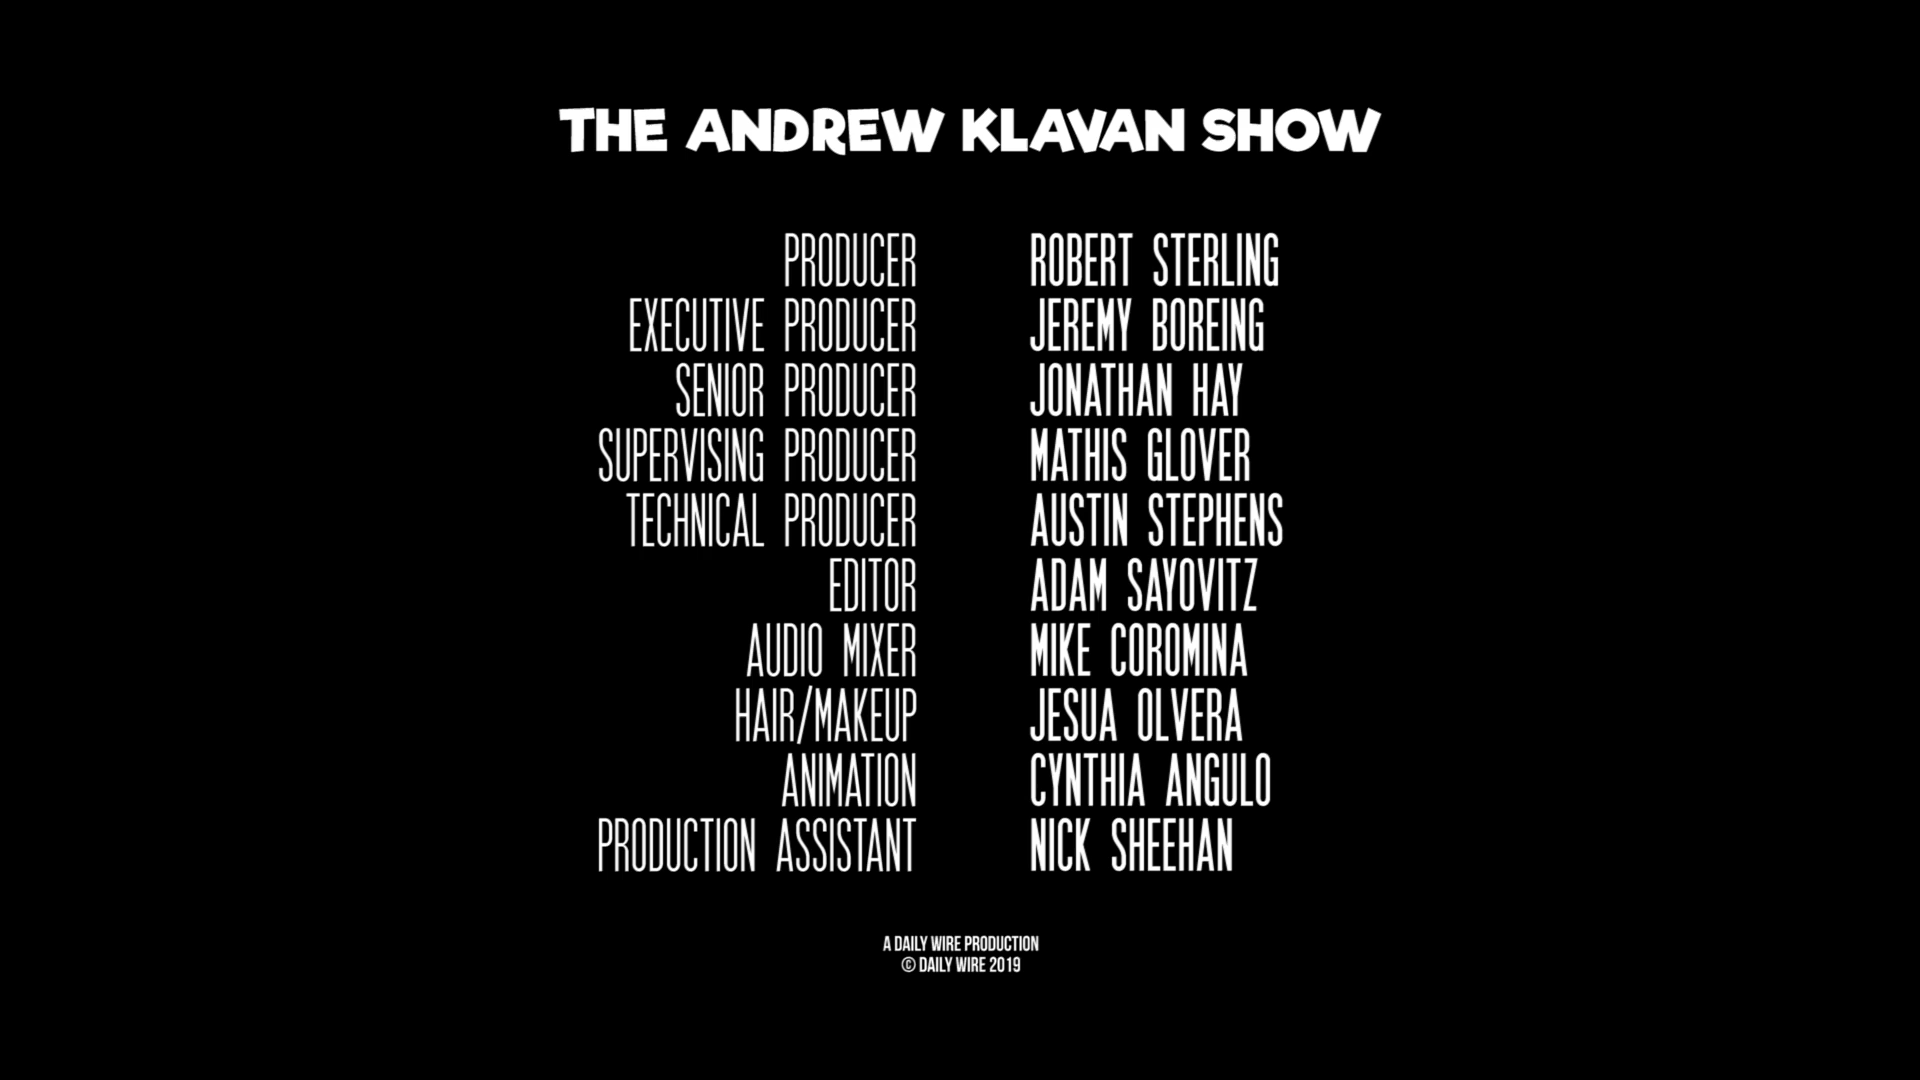 THE ANDREW KLAVAN SHOW
PRODUCER ROBERT STERLING
EXECUTIVE PRODUCER JEREMY BOREING
SENIOR PRODUCER JONATHAN HAY
SUPERVISING PRODUCER MATHIS GLOVER
TECHNICAL PRODUCER AUSTIN STEPHENS
EDITOR ADAM SAYOVITZ
AUDIO MIXER MIKE COROMINA
HAIR/MAKEUP JESUA OLVERA
ANIMATION CYNTHIA ANGULO
PRODUCTION ASSISTANT NICK SHEEHAN
A DAILY WIRE PRODUCTION
© DAILY WIRE 2019